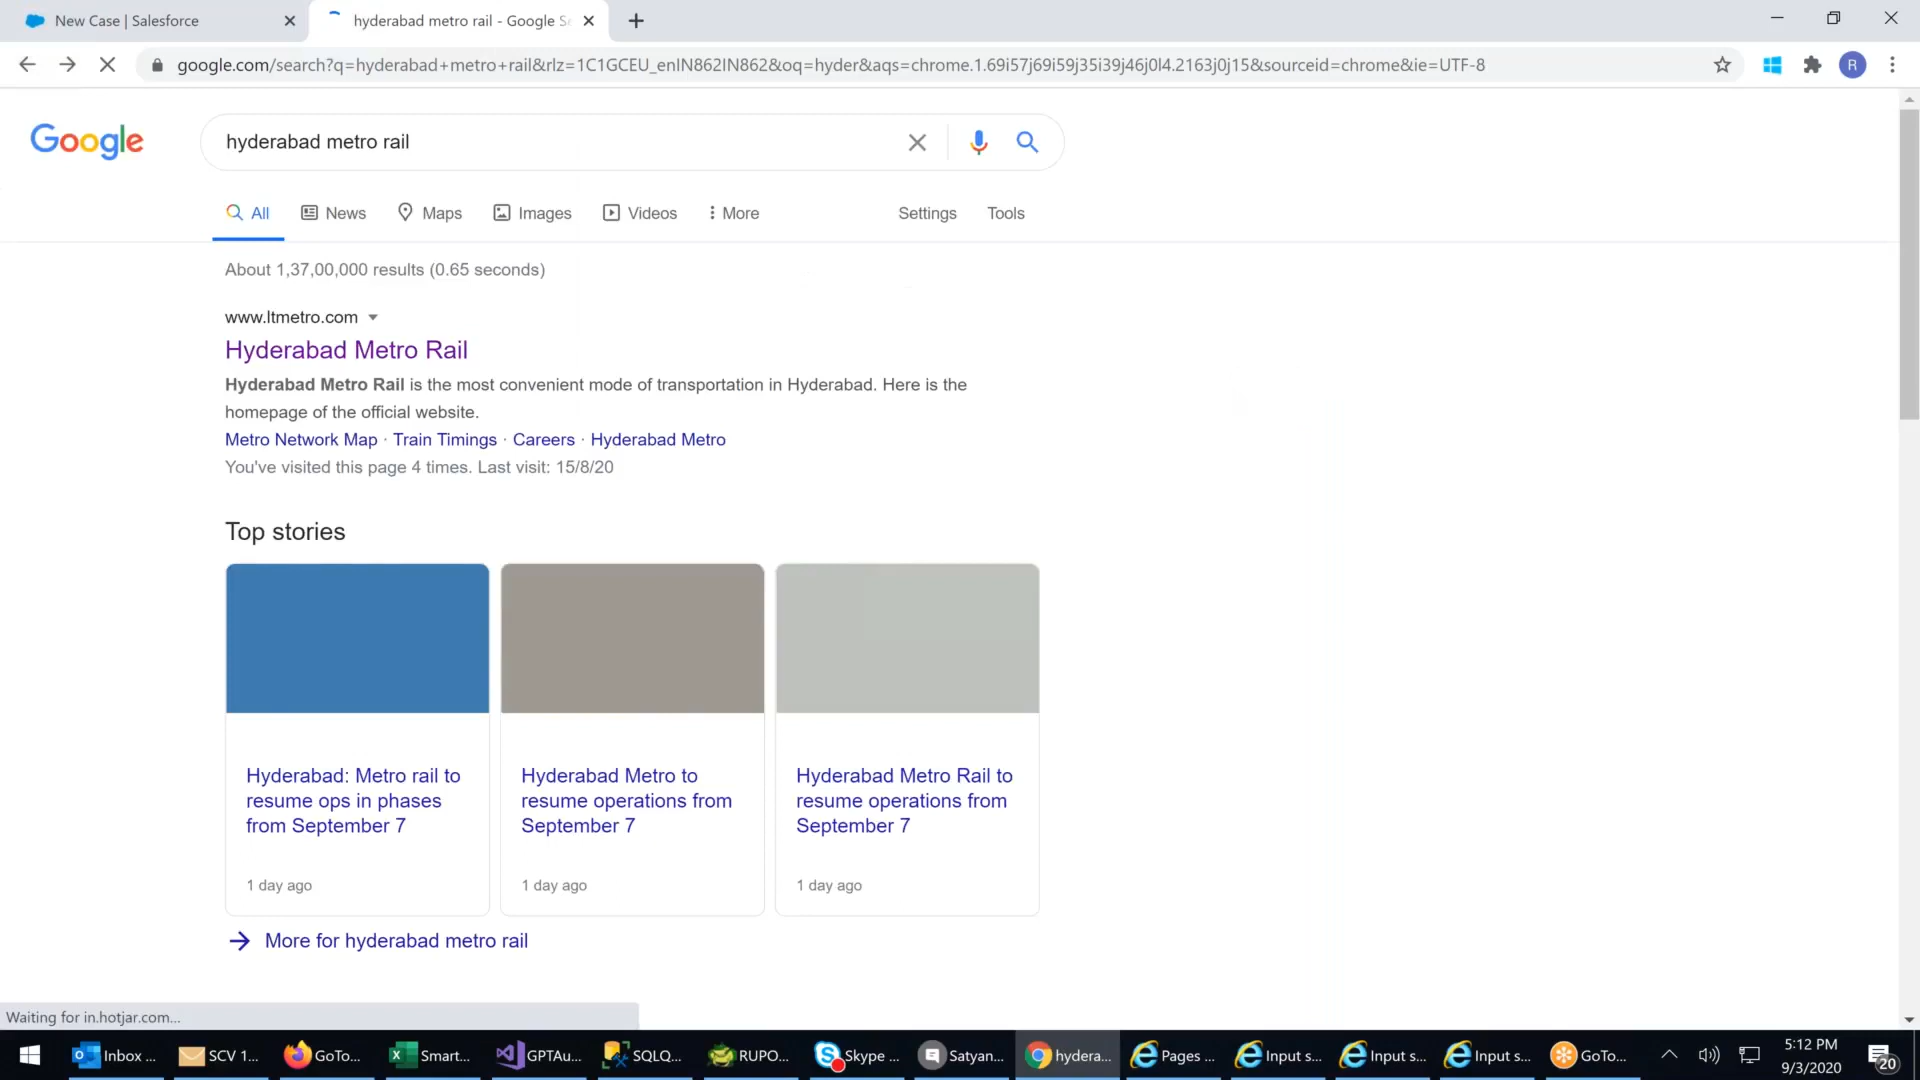 New Case | Salesforce
hyderabad metro rail - Google Se
google.com/search?q=hyderabad+metro+rail&rlz=1C1GCEU_enIN862IN862&oq=hyder&aqs=chrome.1.69i57j69i59j35i39j46j0l4.2163j0j15&sourceid=chrome&ie=UTF-8
R
Google
hyderabad metro rail
All News Maps Images Videos More Settings Tools
About 1,37,00,000 results (0.65 seconds)
www.ltmetro.com
Hyderabad Metro Rail
Hyderabad Metro Rail is the most convenient mode of transportation in Hyderabad. Here is the
homepage of the official website.
Metro Network Map · Train Timings · Careers · Hyderabad Metro
You've visited this page 4 times. Last visit: 15/8/20
Top stories
Hyderabad: Metro rail to
resume ops in phases
from September 7
1 day ago
Hyderabad Metro to
resume operations from
September 7
1 day ago
Hyderabad Metro Rail to
resume operations from
September 7
1 day ago
More for hyderabad metro rail
Waiting for in.hotjar.com...
Inbox ... SCV 1... GoTo... Smart... GPTAu... SQLQ... RUPO... Skype ... Satyan... hydera... Pages ... Input s... Input s... Input s... GoTo...
5:12 PM
9/3/2020
20